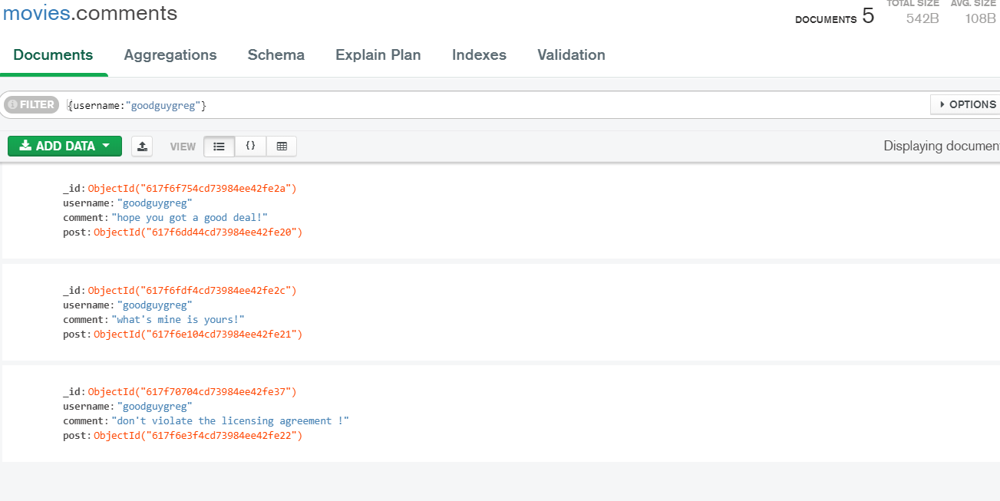 movies.comments
DOCUMENTS 5 TOTAL SIZE 542B AVG. SIZE 108B
Documents Aggregations Schema Explain Plan Indexes Validation
FILTER {username:"goodguygreg"} OPTIONS
ADD DATA VIEW {} Displaying documen
_id: ObjectId("617f6f754cd73984ee42fe2a")
username: "goodguygreg"
comment: "hope you got a good deal!"
post: ObjectId("617f6dd44cd73984ee42fe20")
_id: ObjectId("617f6fdf4cd73984ee42fe2c")
username: "goodguygreg"
comment: "what's mine is yours!"
post: ObjectId("617f6e104cd73984ee42fe21")
_id: ObjectId("617f70704cd73984ee42fe37")
username: "goodguygreg"
comment: "don't violate the licensing agreement !"
post: ObjectId("617f6e3f4cd73984ee42fe22")